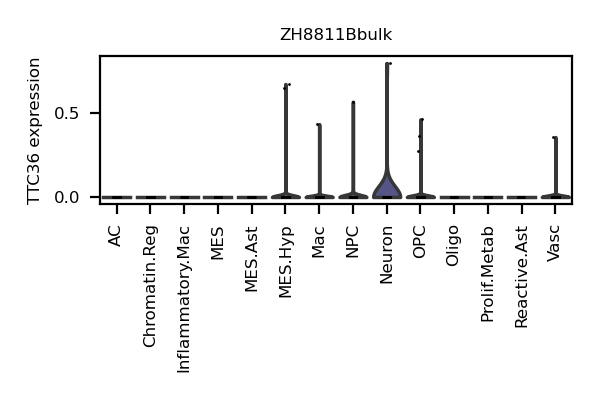 ZH8811Bbulk
TTC36 expression
0.5
0.0
AC
Chromatin.Reg
Inflammatory.Mac
MES
MES.Ast
MES.Hyp
Mac
NPC
Neuron
OPC
Oligo
Prolif.Metab
Reactive.Ast
Vasc